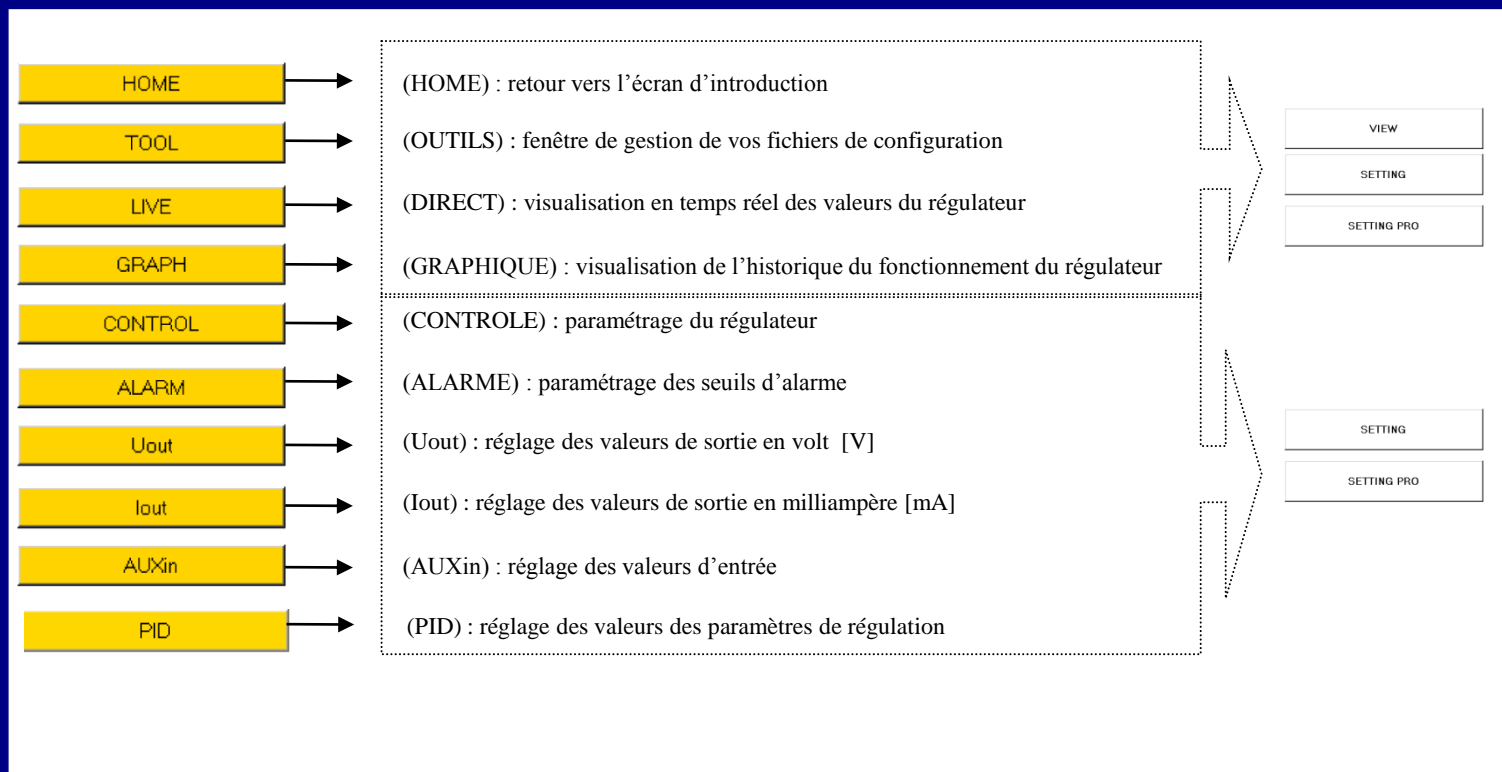 HOME
(HOME) : retour vers l’écran d’introduction
TOOL
(OUTILS) : fenêtre de gestion de vos fichiers de configuration
LIVE
(DIRECT) : visualisation en temps réel des valeurs du régulateur
GRAPH
(GRAPHIQUE) : visualisation de l’historique du fonctionnement du régulateur
VIEW
SETTING
SETTING PRO
CONTROL
(CONTROLE) : paramétrage du régulateur
ALARM
(ALARME) : paramétrage des seuils d’alarme
Uout
(Uout) : réglage des valeurs de sortie en volt [V]
Iout
(Iout) : réglage des valeurs de sortie en milliampère [mA]
AUXin
(AUXin) : réglage des valeurs d’entrée
PID
(PID) : réglage des valeurs des paramètres de régulation
SETTING
SETTING PRO